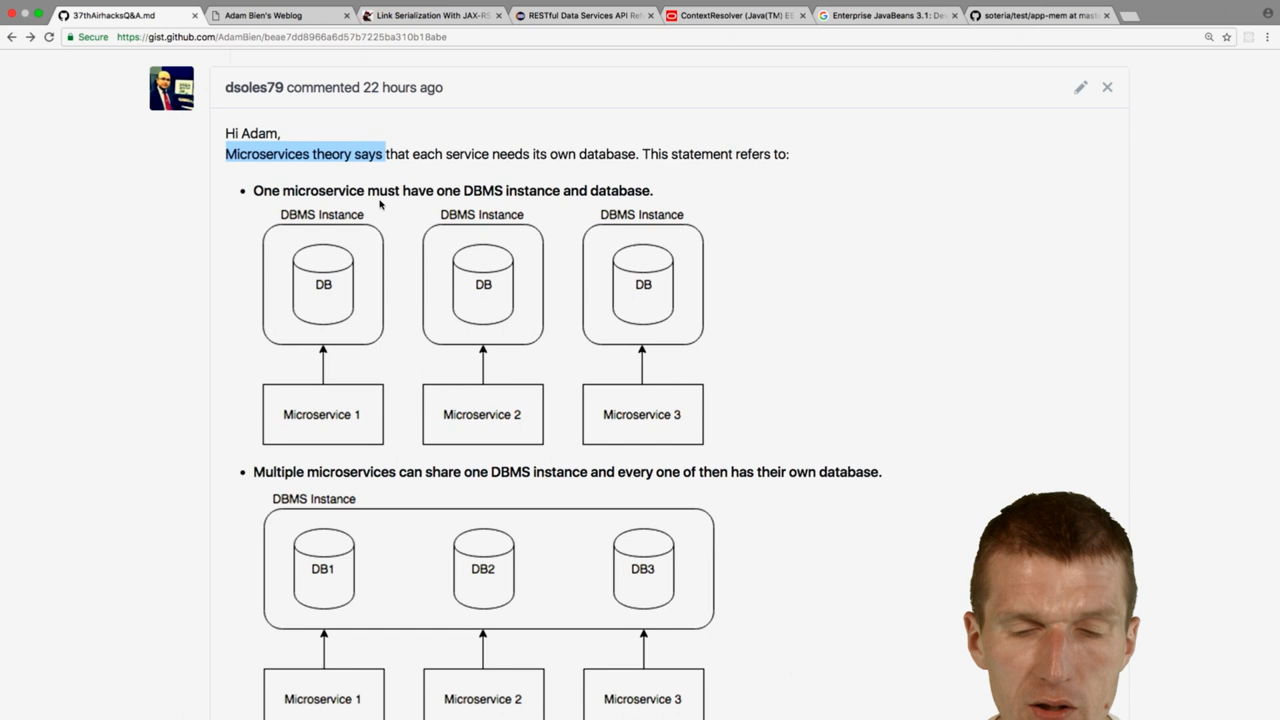 37thAirhacksQ&A.md
Adam Bien's Weblog
Link Serialization With JAX-RS
RESTful Data Services API Re
ContextResolver (Java(TM) EE
Enterprise JavaBeans 3.1: De
soteria/test/app-mem at mast
Secure https://gist.github.com/AdamBien/beae7dd8966a6d57b7225ba310b18abe
dsoles79 commented 22 hours ago
Hi Adam,
Microservices theory says that each service needs its own database. This statement refers to:
• One microservice must have one DBMS instance and database.
DBMS Instance DBMS Instance DBMS Instance
DB DB DB
Microservice 1 Microservice 2 Microservice 3
• Multiple microservices can share one DBMS instance and every one of then has their own database.
DBMS Instance
DB1 DB2 DB3
Microservice 1 Microservice 2 Microservice 3